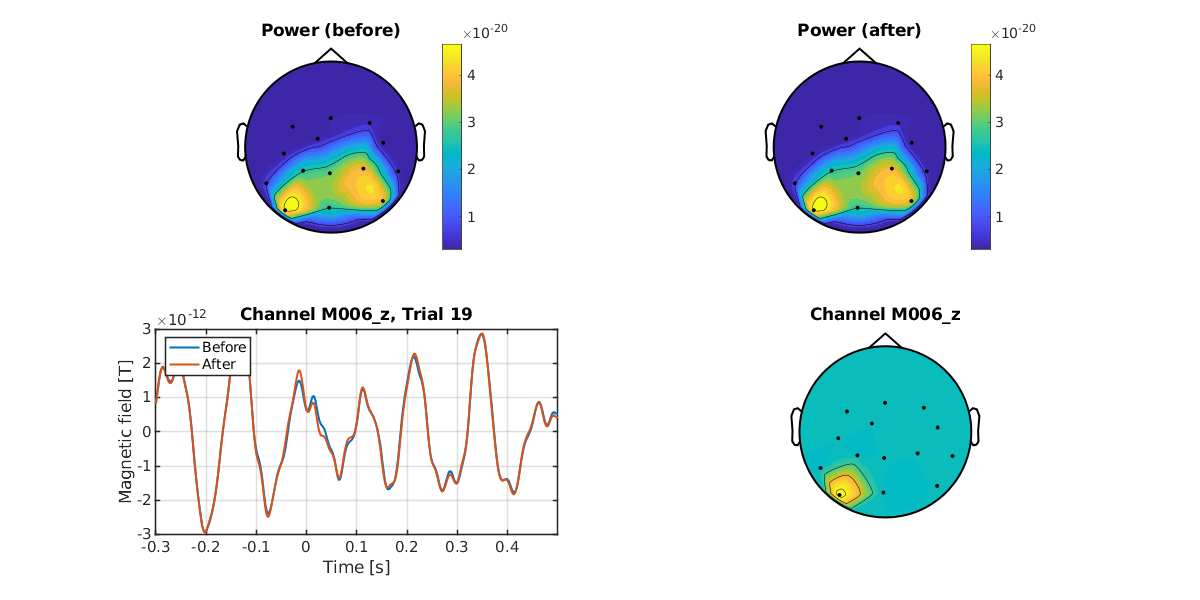 Power (before)
×10-20
4
3
2
1
Power (after)
×10-20
4
3
2
1
Channel M006_z, Trial 19
×10-12
Before
After
3
2
1
0
-1
-2
-3
Magnetic field [T]
-0.3 -0.2 -0.1 0 0.1 0.2 0.3 0.4
Time [s]
Channel M006_z